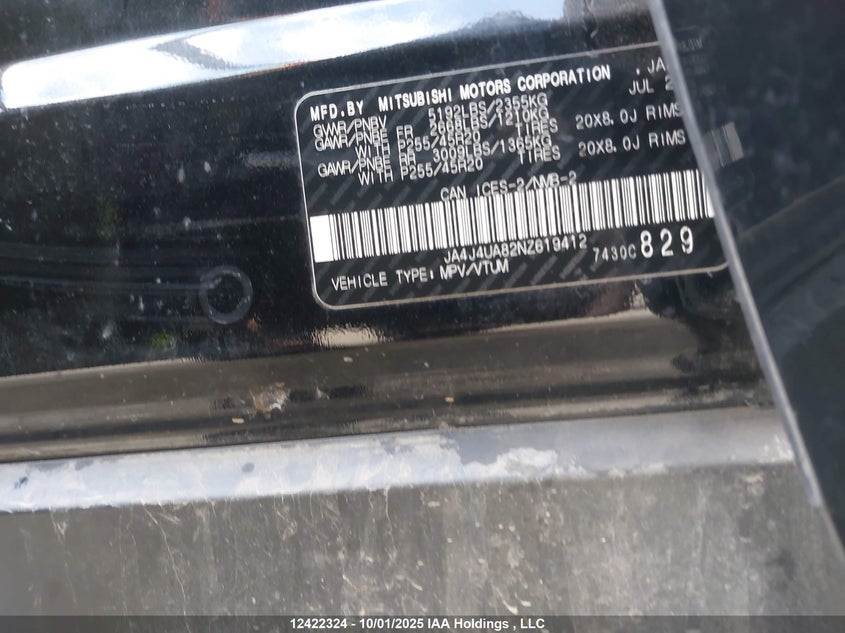 MFD.BY MITSUBISHI MOTORS CORPORATION JA
GVWR/PNBV 5192LBS/2355KG JUL
GAWR/PNBE FR 2668LBS/1210KG
WITH P255/45R20 TIRES 20X8.0J RIMS
GAWR/PNBE RR 3009LBS/1365KG
WITH P255/45R20 TIRES 20X8.0J RIMS
CAN ICES-2/NMB-2
JA4J4UA82NZ619412 7430C 829
VEHICLE TYPE: MPV/VTUM
12422324 - 10/01/2025 IAA Holdings , LLC